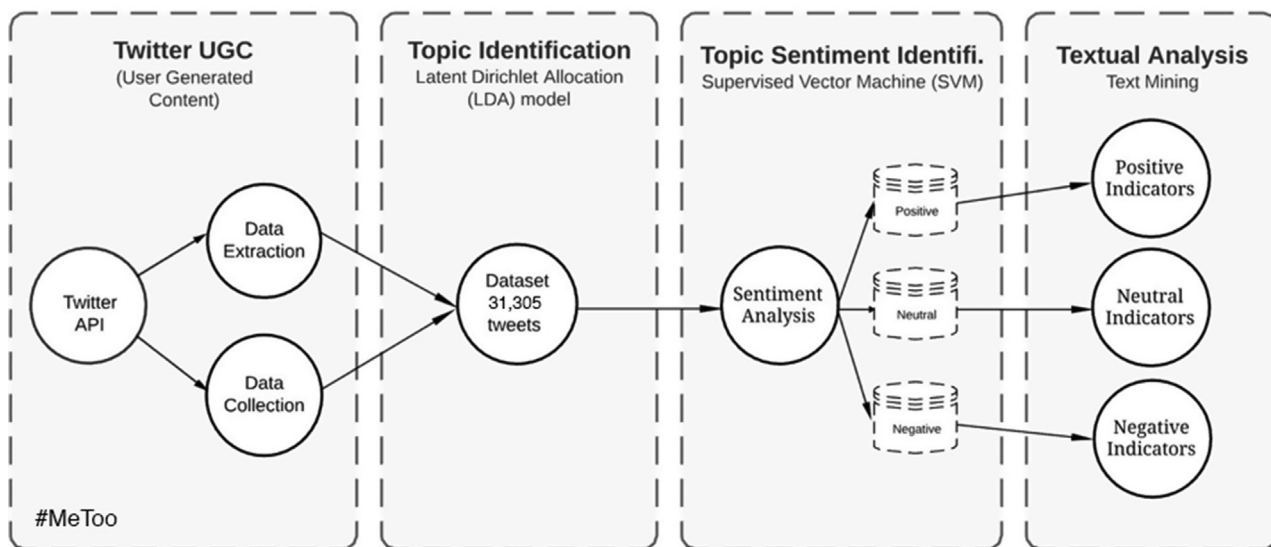 Twitter UGC
(User Generated
Content)
Twitter
API
Data
Extraction
Data
Collection
#MeToo
Topic Identification
Latent Dirichlet Allocation
(LDA) model
Dataset
31,305
tweets
Topic Sentiment Identifi.
Supervised Vector Machine (SVM)
Sentiment
Analysis
Positive
Neutral
Negative
Textual Analysis
Text Mining
Positive
Indicators
Neutral
Indicators
Negative
Indicators